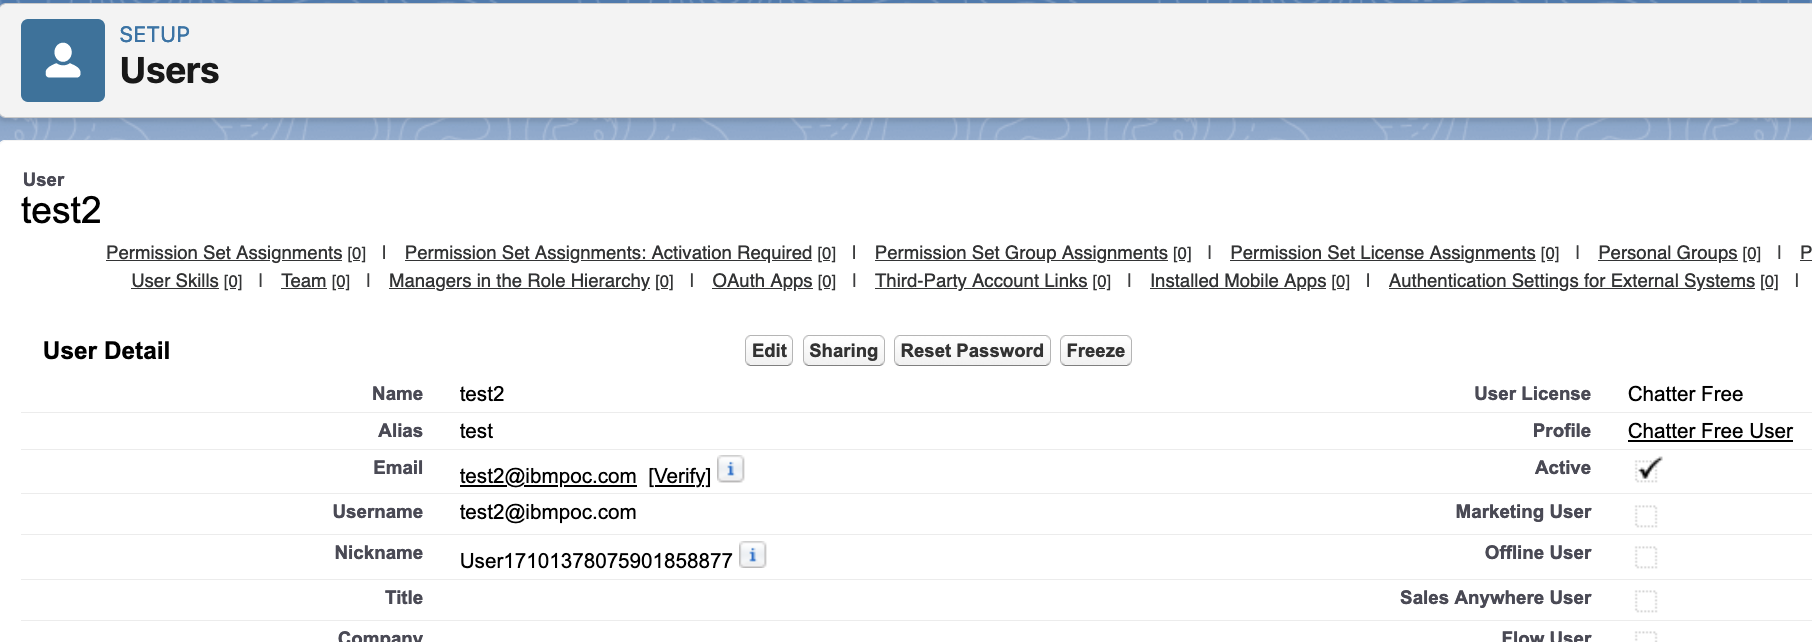 SETUP
Users
User
test2
Permission Set Assignments [0] | Permission Set Assignments: Activation Required [0] | Permission Set Group Assignments [0] | Permission Set License Assignments [0] | Personal Groups [0] | P
User Skills [0] | Team [0] | Managers in the Role Hierarchy [0] | OAuth Apps [0] | Third-Party Account Links [0] | Installed Mobile Apps [0] | Authentication Settings for External Systems [0] |
User Detail Edit Sharing Reset Password Freeze
Name test2 User License Chatter Free
Alias test Profile Chatter Free User
Email test2@ibmpoc.com [Verify] i Active
Username test2@ibmpoc.com Marketing User
Nickname User17101378075901858877 i Offline User
Title Sales Anywhere User
Company Flow User